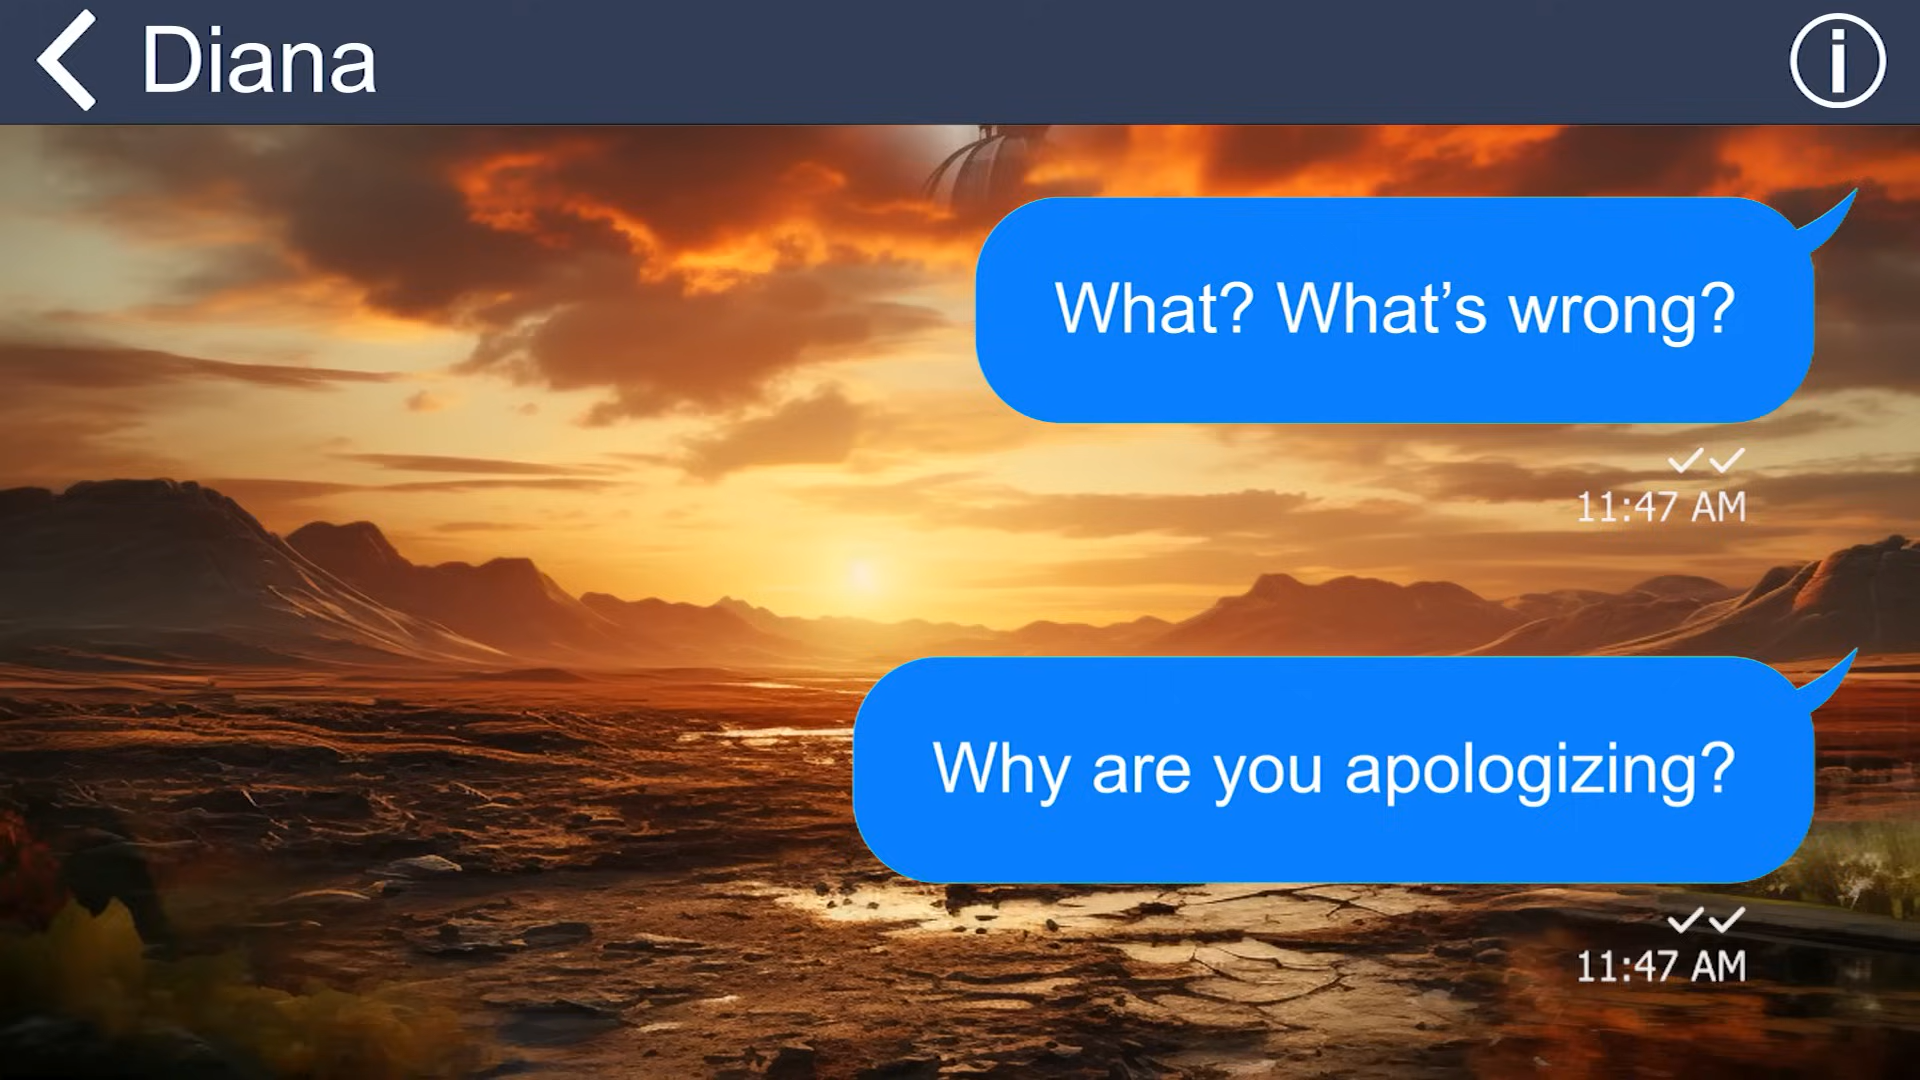 Diana
What? What’s wrong?
11:47 AM
Why are you apologizing?
11:47 AM